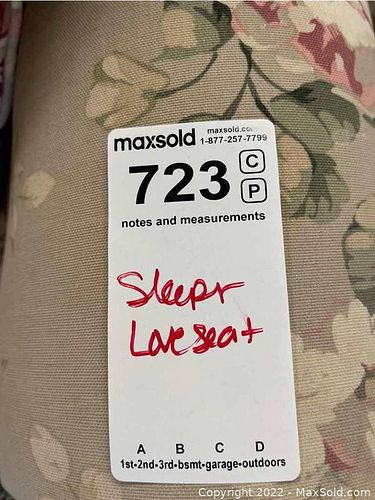 maxsold maxsold.co
1-877-257-7799
723 C
P
notes and measurements
Sleepr
Loveseat
A B C D
1st•2nd•3rd•bsmt•garage•outdoors
Copyright © 2022 - MaxSold.com